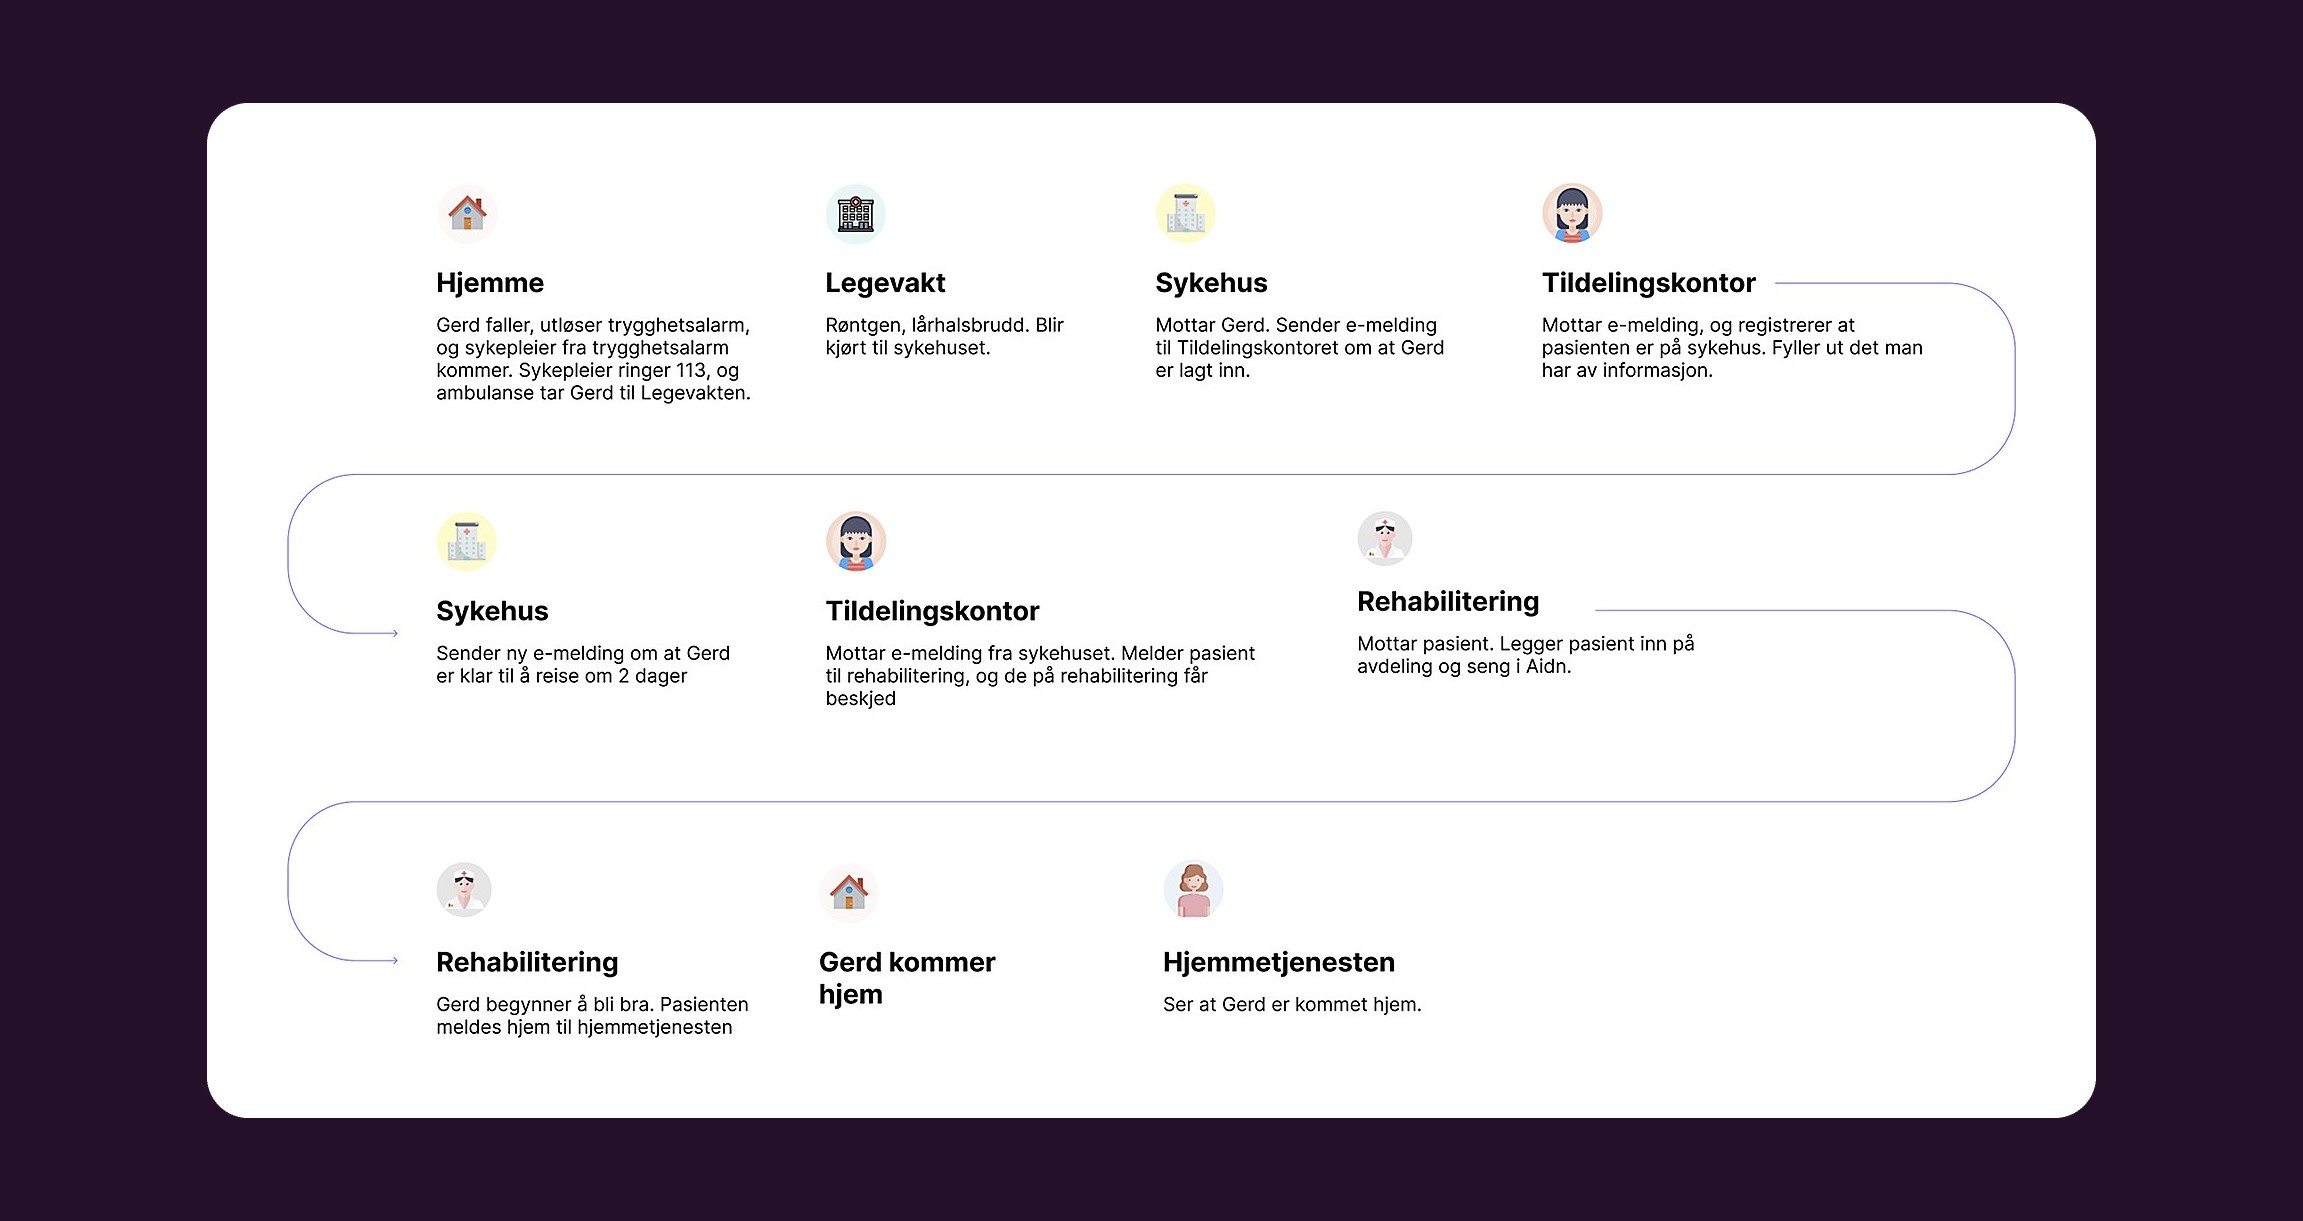 Hjemme
Gerd faller, utløser trygghetsalarm,
og sykepleier fra trygghetsalarm
kommer. Sykepleier ringer 113, og
ambulanse tar Gerd til Legevakten.
Legevakt
Røntgen, lårhalsbrudd. Blir
kjørt til sykehuset.
Sykehus
Mottar Gerd. Sender e-melding
til Tildelingskontoret om at Gerd
er lagt inn.
Tildelingskontor
Mottar e-melding, og registrerer at
pasienten er på sykehus. Fyller ut det man
har av informasjon.
Sykehus
Sender ny e-melding om at Gerd
er klar til å reise om 2 dager
Tildelingskontor
Mottar e-melding fra sykehuset. Melder pasient
til rehabilitering, og de på rehabilitering får
beskjed
Rehabilitering
Mottar pasient. Legger pasient inn på
avdeling og seng i Aidn.
Rehabilitering
Gerd begynner å bli bra. Pasienten
meldes hjem til hjemmetjenesten
Gerd kommer
hjem
Hjemmetjenesten
Ser at Gerd er kommet hjem.